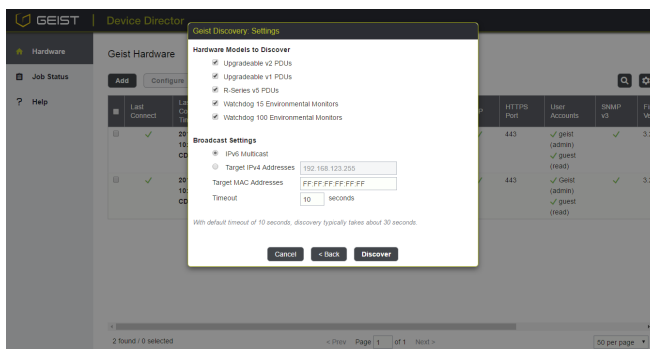 GEIST | Device Director
Geist Discovery: Settings
Hardware
Job Status
Help
Geist Hardware
Add
Configure
Hardware Models to Discover
Upgradeable v2 PDUs
Upgradeable v1 PDUs
R-Series v5 PDUs
Watchdog 15 Environmental Monitors
Watchdog 100 Environmental Monitors
Broadcast Settings
IPv6 Multicast
Target IPv4 Addresses 192.168.123.255
Target MAC Addresses FF:FF:FF:FF:FF:FF
Timeout 10 seconds
With default timeout of 10 seconds, discovery typically takes about 30 seconds.
Cancel < Back Discover
Last Connect
HTTPS Port
User Accounts
SNMP v3
443
geist (admin)
guest (read)
443
Geist (admin)
guest (read)
2 found / 0 selected
< Prev Page 1 of 1 Next >
50 per page